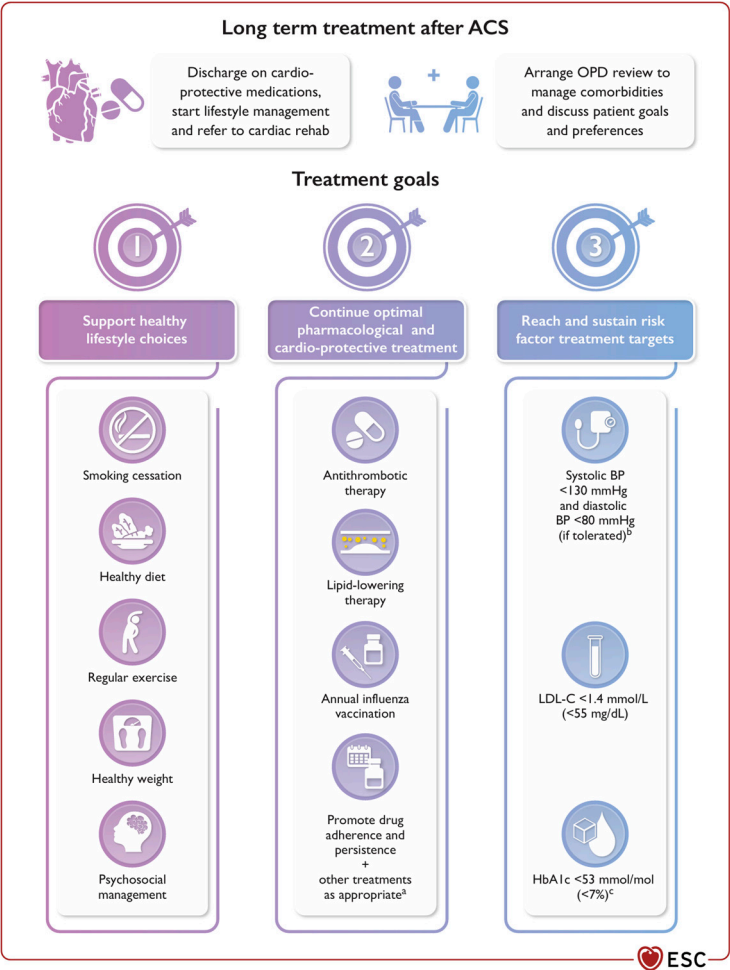 Long term treatment after ACS
Discharge on cardio-
protective medications,
start lifestyle management
and refer to cardiac rehab
+
Arrange OPD review to
manage comorbidities
and discuss patient goals
and preferences
Treatment goals
1
Support healthy
lifestyle choices
Smoking cessation
Healthy diet
Regular exercise
Healthy weight
Psychosocial
management
2
Continue optimal
pharmacological and
cardio-protective treatment
Antithrombotic
therapy
Lipid-lowering
therapy
Annual influenza
vaccination
Promote drug
adherence and
persistence
+
other treatments
as appropriateᵃ
3
Reach and sustain risk
factor treatment targets
Systolic BP
<130 mmHg
and diastolic
BP <80 mmHg
(if tolerated)ᵇ
LDL-C <1.4 mmol/L
(<55 mg/dL)
HbA1c <53 mmol/mol
(<7%)ᶜ
ESC